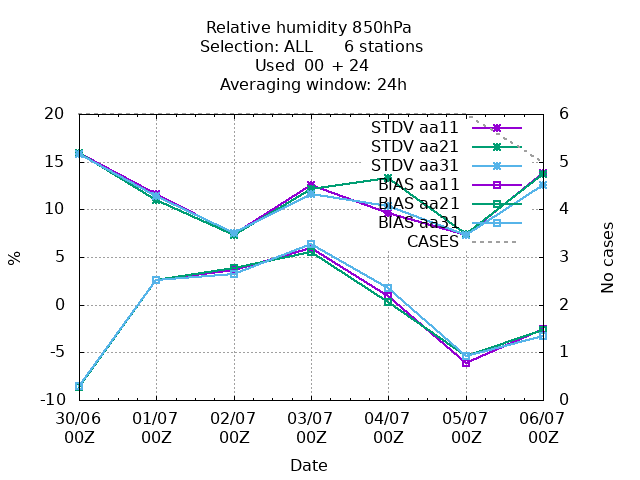 Relative humidity 850hPa
Selection: ALL 6 stations
Used 00 + 24
Averaging window: 24h
20
15
10
5
0
-5
-10
%
6
5
4
3
2
1
0
No cases
STDV aa11
STDV aa21
STDV aa31
BIAS aa11
BIAS aa21
BIAS aa31
CASES
30/06 01/07 02/07 03/07 04/07 05/07 06/07
00Z 00Z 00Z 00Z 00Z 00Z 00Z
Date